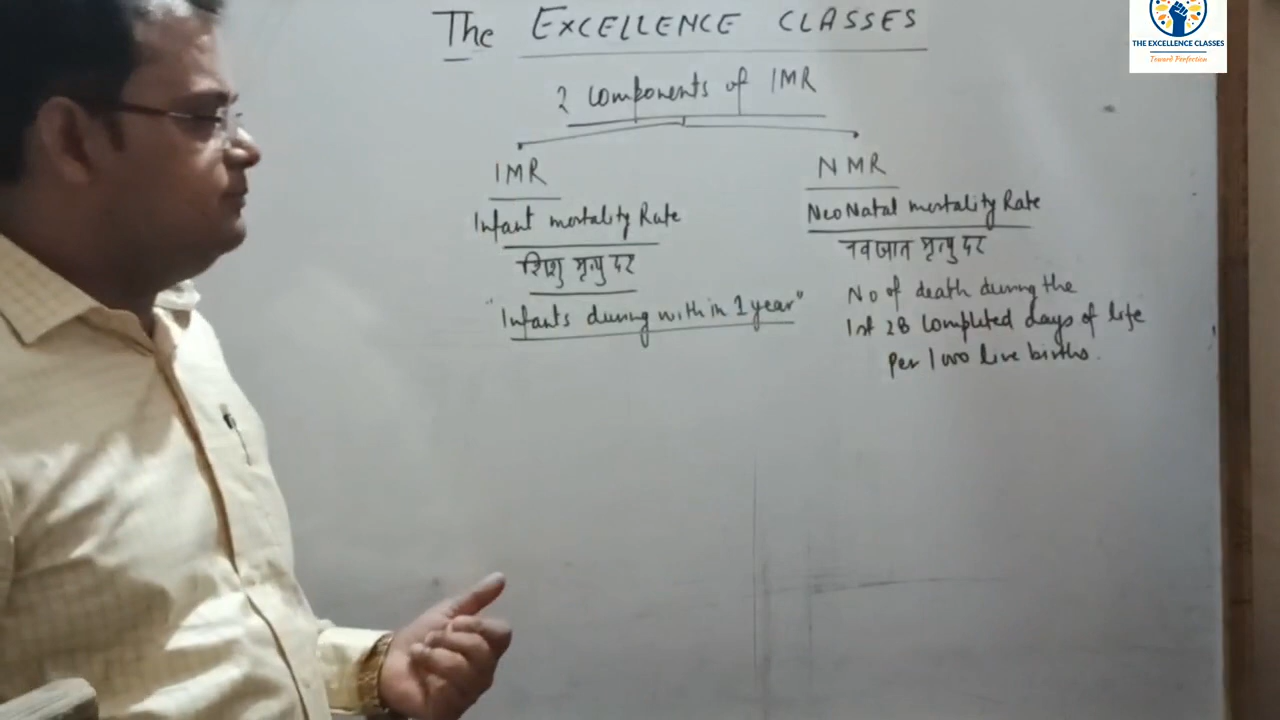 The EXCELLENCE CLASSES
THE EXCELLENCE CLASSES
Toward Perfection
2 components of IMR
IMR
Infant mortality Rate
शिशु मृत्यु दर
"Infants during with in 1 year"
NMR
NeoNatal mortality Rate
नवजात मृत्यु दर
No of death during the
1st 28 completed days of life
Per 1000 live births.